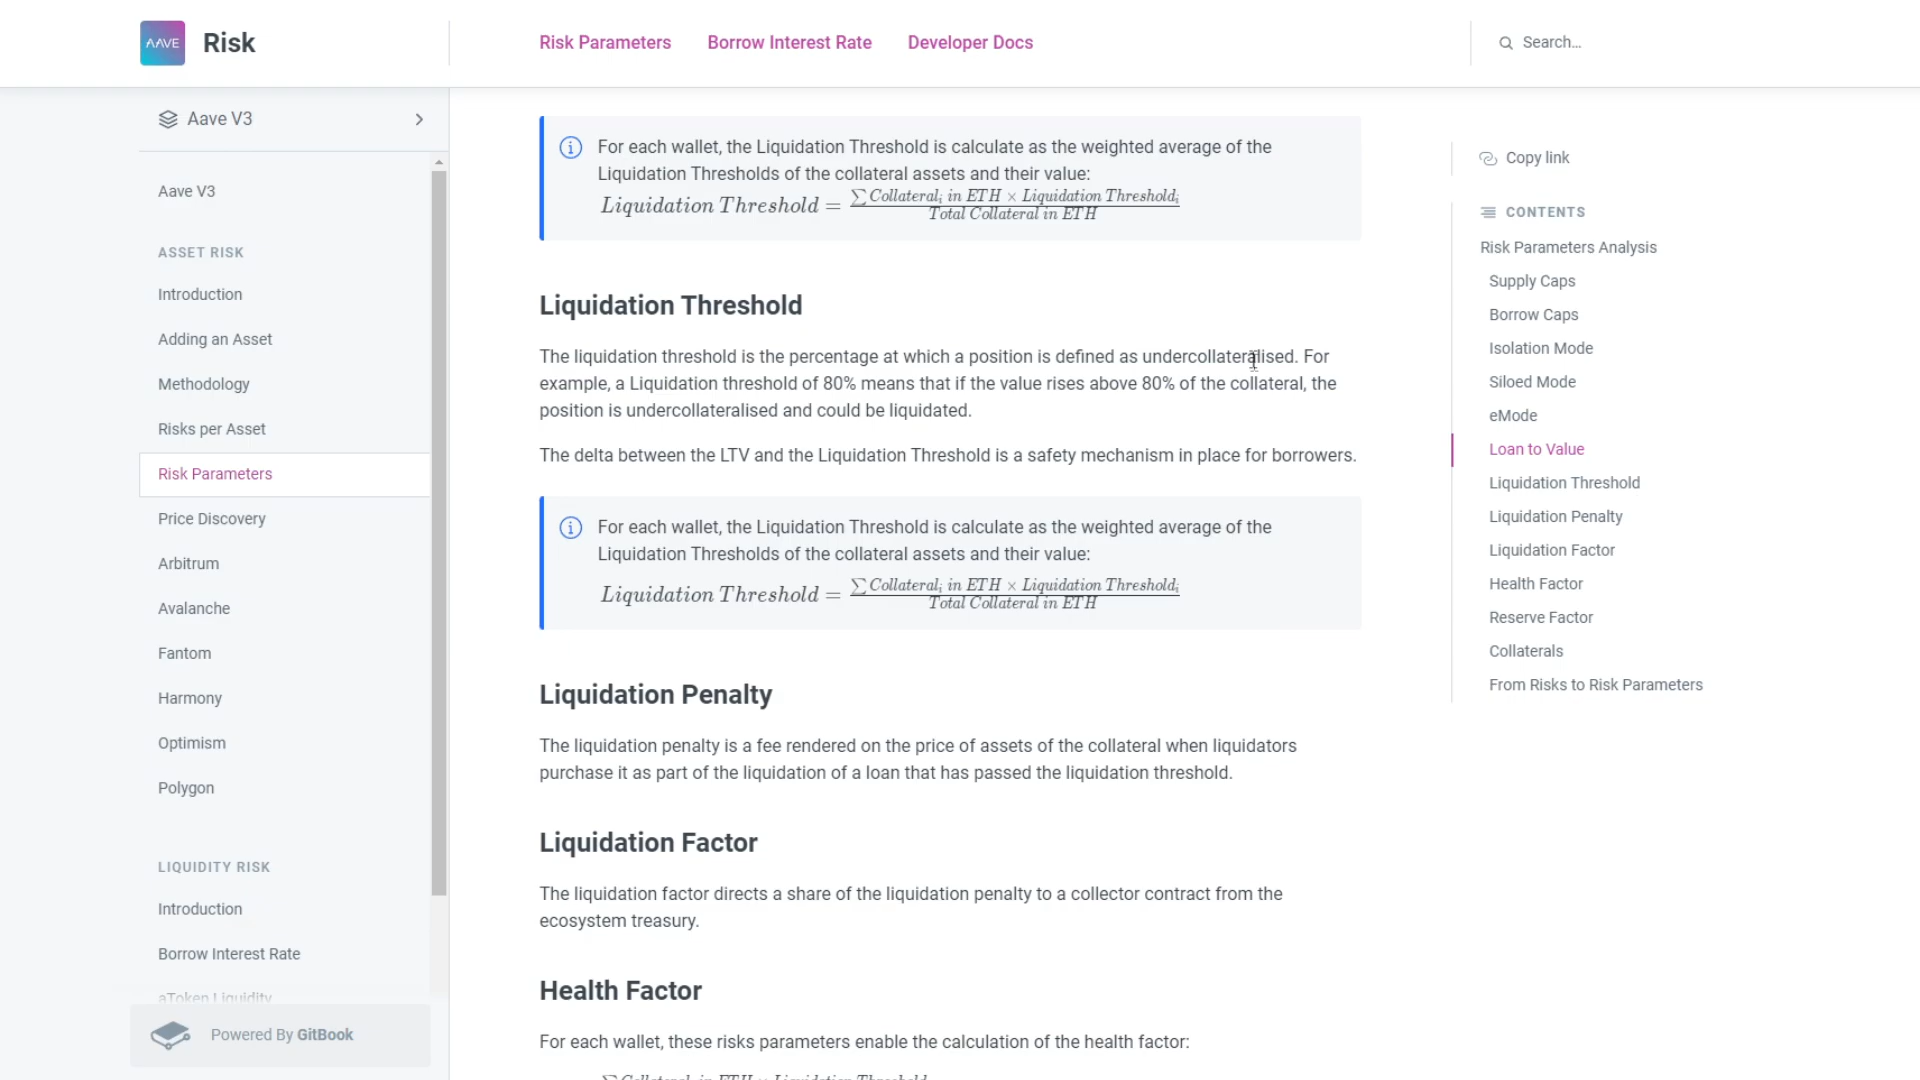 AAVE
Risk
Risk Parameters
Borrow Interest Rate
Developer Docs
Search...
Aave V3
Aave V3
ASSET RISK
Introduction
Adding an Asset
Methodology
Risks per Asset
Risk Parameters
Price Discovery
Arbitrum
Avalanche
Fantom
Harmony
Optimism
Polygon
LIQUIDITY RISK
Introduction
Borrow Interest Rate
aToken Liquidity
Powered By GitBook
For each wallet, the Liquidation Threshold is calculate as the weighted average of the
Liquidation Thresholds of the collateral assets and their value:
Liquidation Threshold = ∑ Collateralᵢ in ETH × Liquidation Thresholdᵢ
Total Collateral in ETH
Liquidation Threshold
The liquidation threshold is the percentage at which a position is defined as undercollateralised. For
example, a Liquidation threshold of 80% means that if the value rises above 80% of the collateral, the
position is undercollateralised and could be liquidated.
The delta between the LTV and the Liquidation Threshold is a safety mechanism in place for borrowers.
For each wallet, the Liquidation Threshold is calculate as the weighted average of the
Liquidation Thresholds of the collateral assets and their value:
Liquidation Threshold = ∑ Collateralᵢ in ETH × Liquidation Thresholdᵢ
Total Collateral in ETH
Liquidation Penalty
The liquidation penalty is a fee rendered on the price of assets of the collateral when liquidators
purchase it as part of the liquidation of a loan that has passed the liquidation threshold.
Liquidation Factor
The liquidation factor directs a share of the liquidation penalty to a collector contract from the
ecosystem treasury.
Health Factor
For each wallet, these risks parameters enable the calculation of the health factor:
∑ Collateralᵢ in ETH × Liquidation Threshold
Copy link
CONTENTS
Risk Parameters Analysis
Supply Caps
Borrow Caps
Isolation Mode
Siloed Mode
eMode
Loan to Value
Liquidation Threshold
Liquidation Penalty
Liquidation Factor
Health Factor
Reserve Factor
Collaterals
From Risks to Risk Parameters